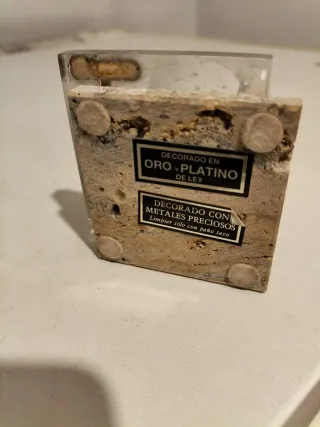 DECORADO EN
ORO Y PLATINO
DE LEY
DECORADO CON
METALES PRECIOSOS
Limpiar sólo con paño seco